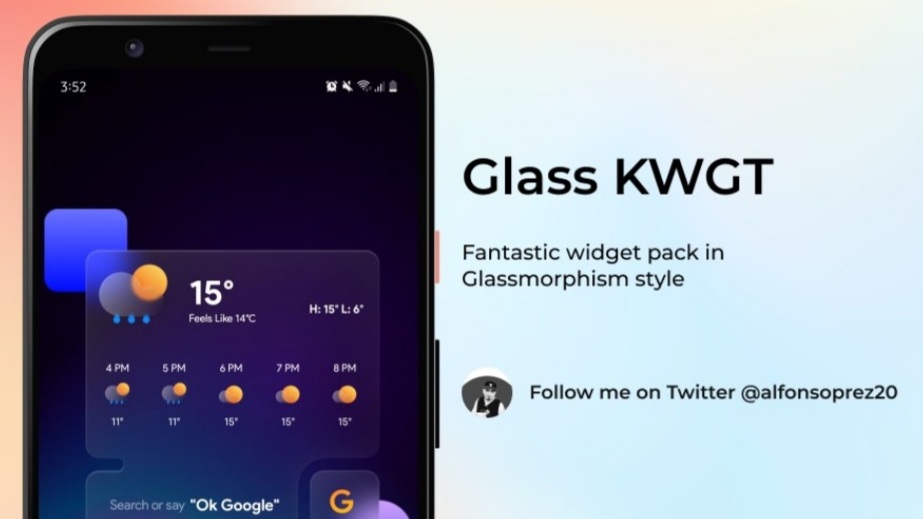 3:52
Glass KWGT
Fantastic widget pack in
Glassmorphism style
15°
Feels Like 14°C
H: 15° L: 6°
4 PM 5 PM 6 PM 7 PM 8 PM
11° 11° 15° 15° 15°
Follow me on Twitter @alfonsoprez20
Search or say "Ok Google"
G